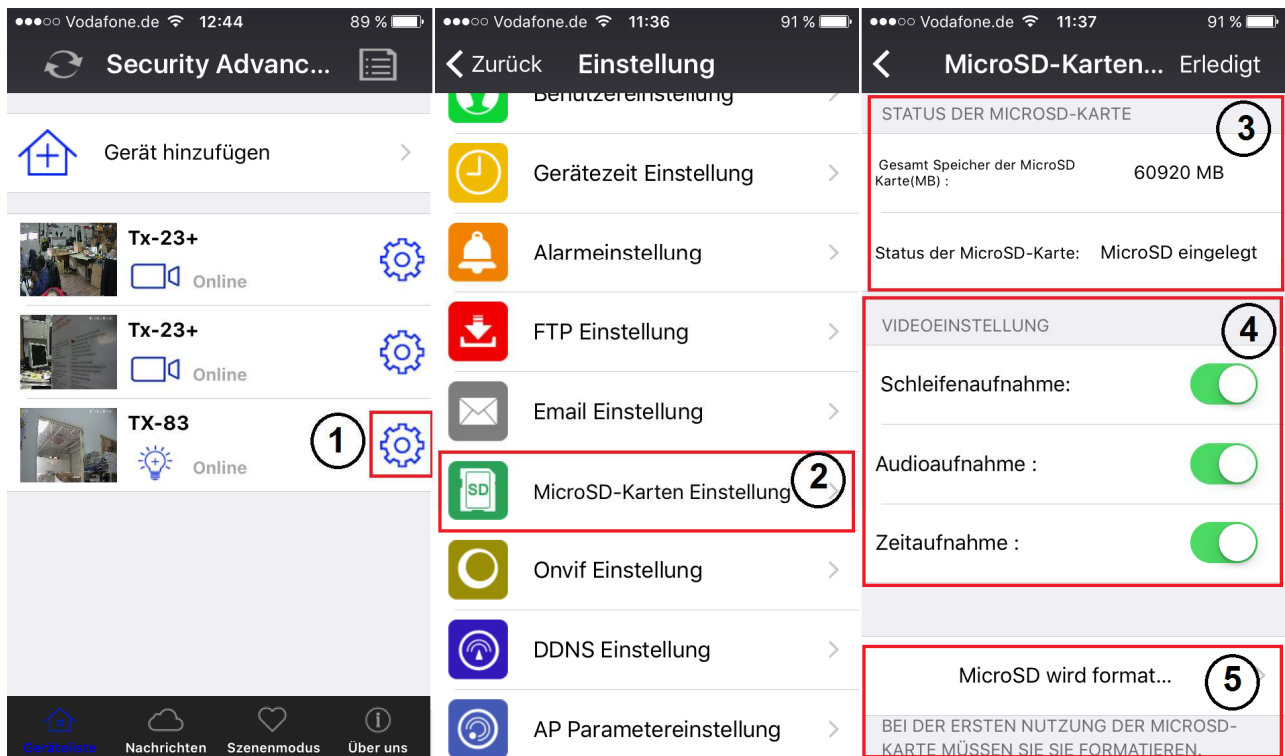 Vodafone.de 12:44 89 %
Security Advanc...
Gerät hinzufügen
Tx-23+
Online
Tx-23+
Online
TX-83
Online
1
Geräteliste
Nachrichten
Szenenmodus
Über uns
Vodafone.de 11:36 91 %
Zurück Einstellung
Benutzereinstellung
Gerätezeit Einstellung
Alarmeinstellung
FTP Einstellung
Email Einstellung
SD
MicroSD-Karten Einstellung
2
Onvif Einstellung
DDNS Einstellung
AP Parametereinstellung
Vodafone.de 11:37 91 %
MicroSD-Karten... Erledigt
STATUS DER MICROSD-KARTE
3
Gesamt Speicher der MicroSD
Karte(MB) :
60920 MB
Status der MicroSD-Karte: MicroSD eingelegt
VIDEOEINSTELLUNG
4
Schleifenaufnahme:
Audioaufnahme :
Zeitaufnahme :
MicroSD wird format...
5
BEI DER ERSTEN NUTZUNG DER MICROSD-
KARTE MÜSSEN SIE SIE FORMATIEREN.